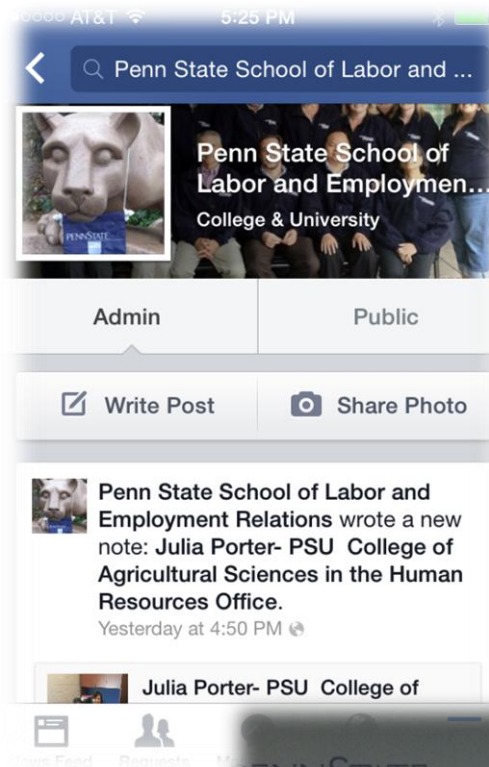 AT&T 5:25 PM
Penn State School of Labor and ...
Penn State School of
Labor and Employmen...
College & University
PENNSTATE
Admin Public
Write Post Share Photo
Penn State School of Labor and
Employment Relations wrote a new
note: Julia Porter- PSU College of
Agricultural Sciences in the Human
Resources Office.
Yesterday at 4:50 PM
Julia Porter- PSU College of
News Feed Requests